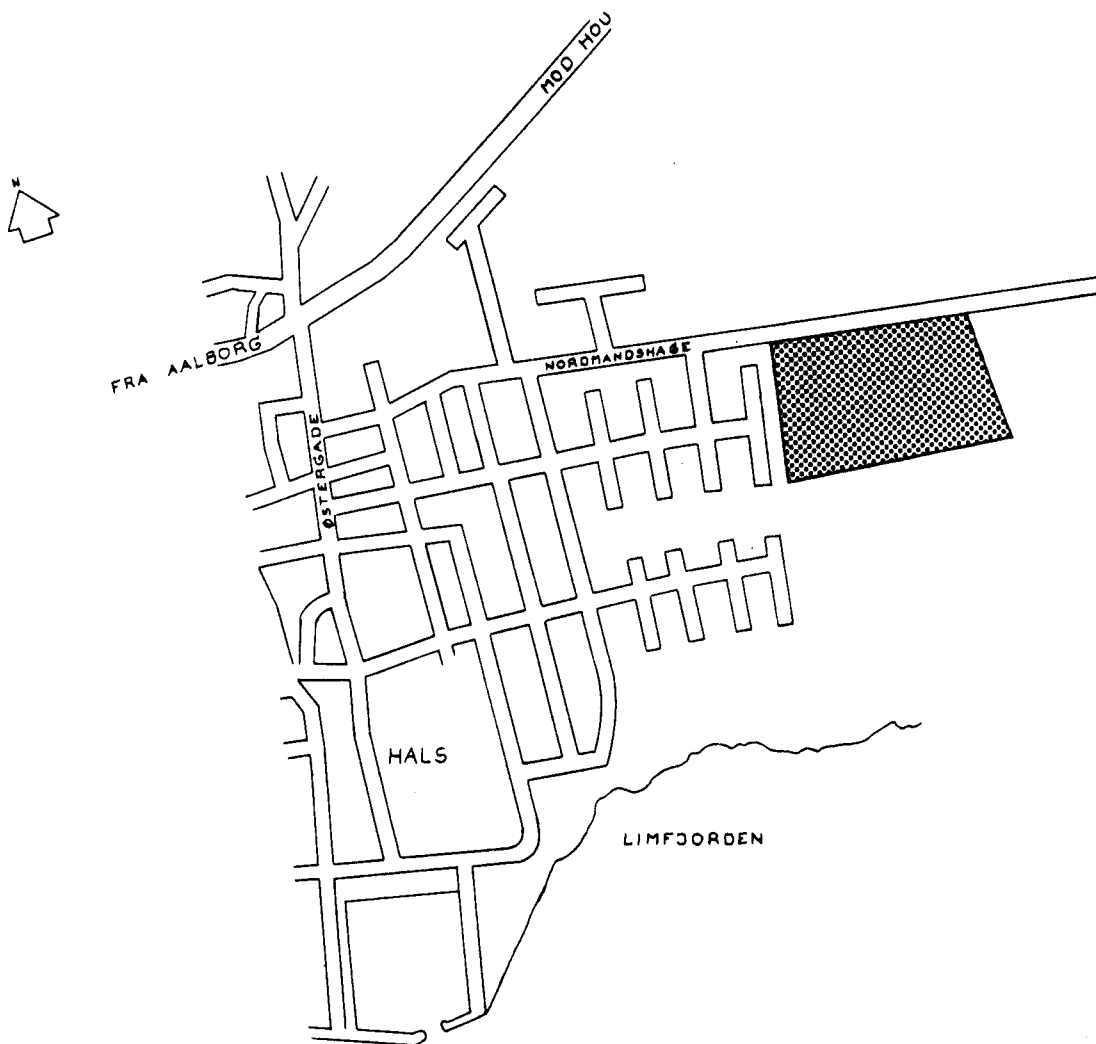 MOD HOU
N
FRA AALBORG
NORDMANDSHAGE
ØSTERGADE
HALS
LIMFJORDEN